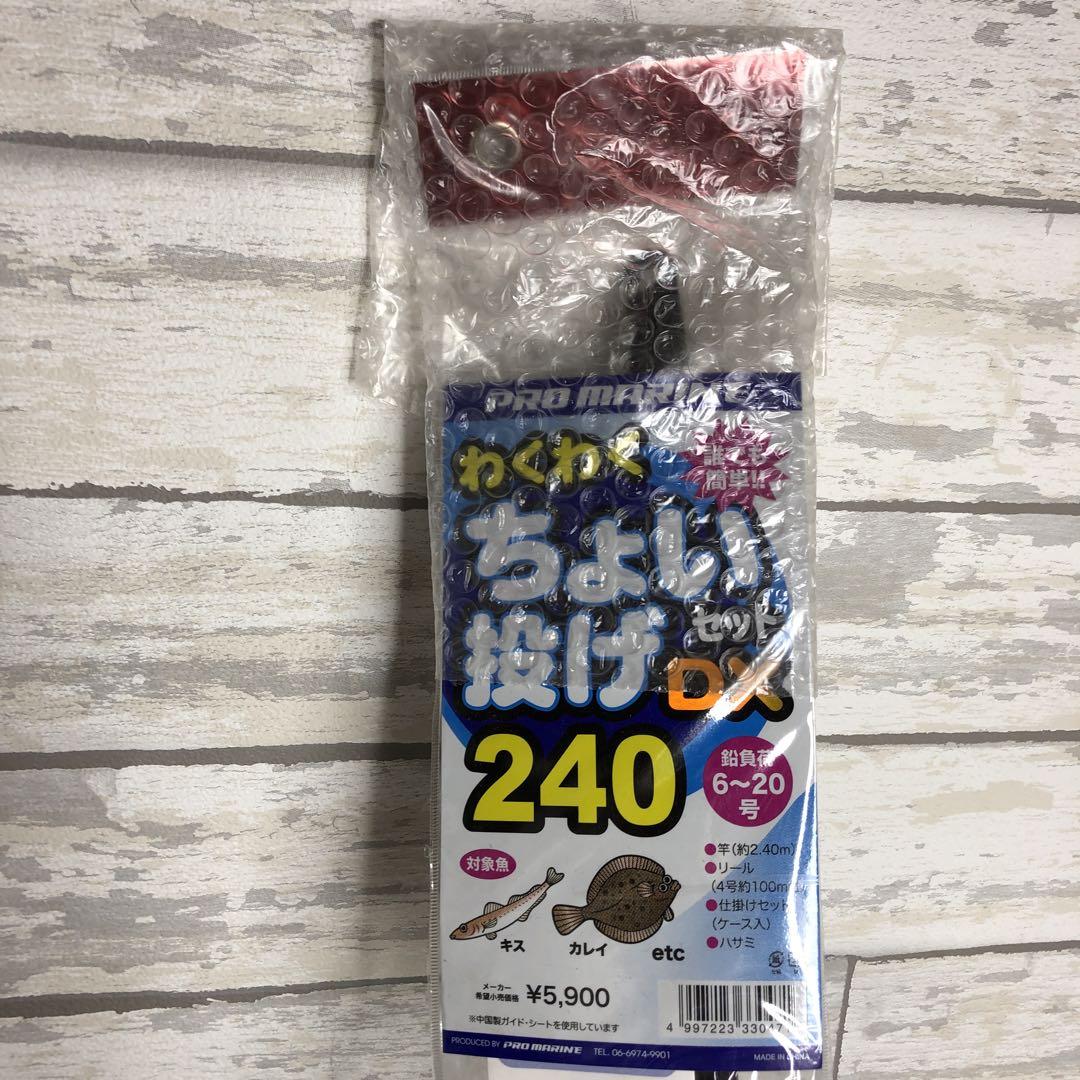 PRO MARINE
わくわく
誰でも
簡単!!
ちょい
投げ
セット
DX
240
鉛負荷
6〜20
号
対象魚
キス
カレイ
etc
●竿(約2.40m)
●リール
(4号約100m
●仕掛けセット
(ケース入)
●ハサミ
メーカー
希望小売価格 ¥5,900
※中国製ガイド・シートを使用しています
4 997223 33047
PRODUCED BY PRO MARINE TEL. 06-6974-9901
MADE IN CHINA